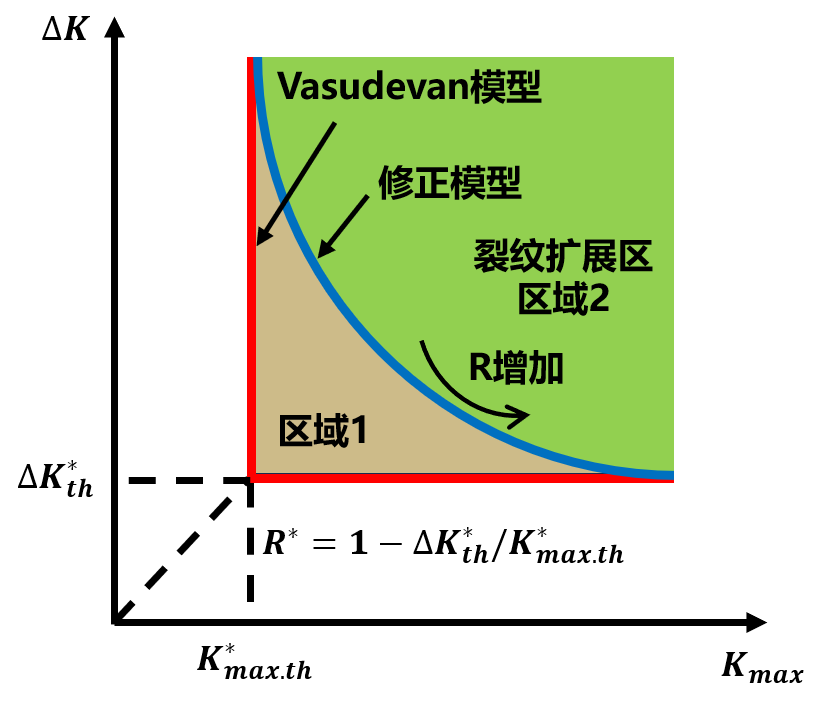 ΔK
Vasudevan模型
修正模型
裂纹扩展区
区域2
R增加
区域1
ΔK*th
R* = 1 − ΔK*th/K*max.th
K*max.th
Kmax